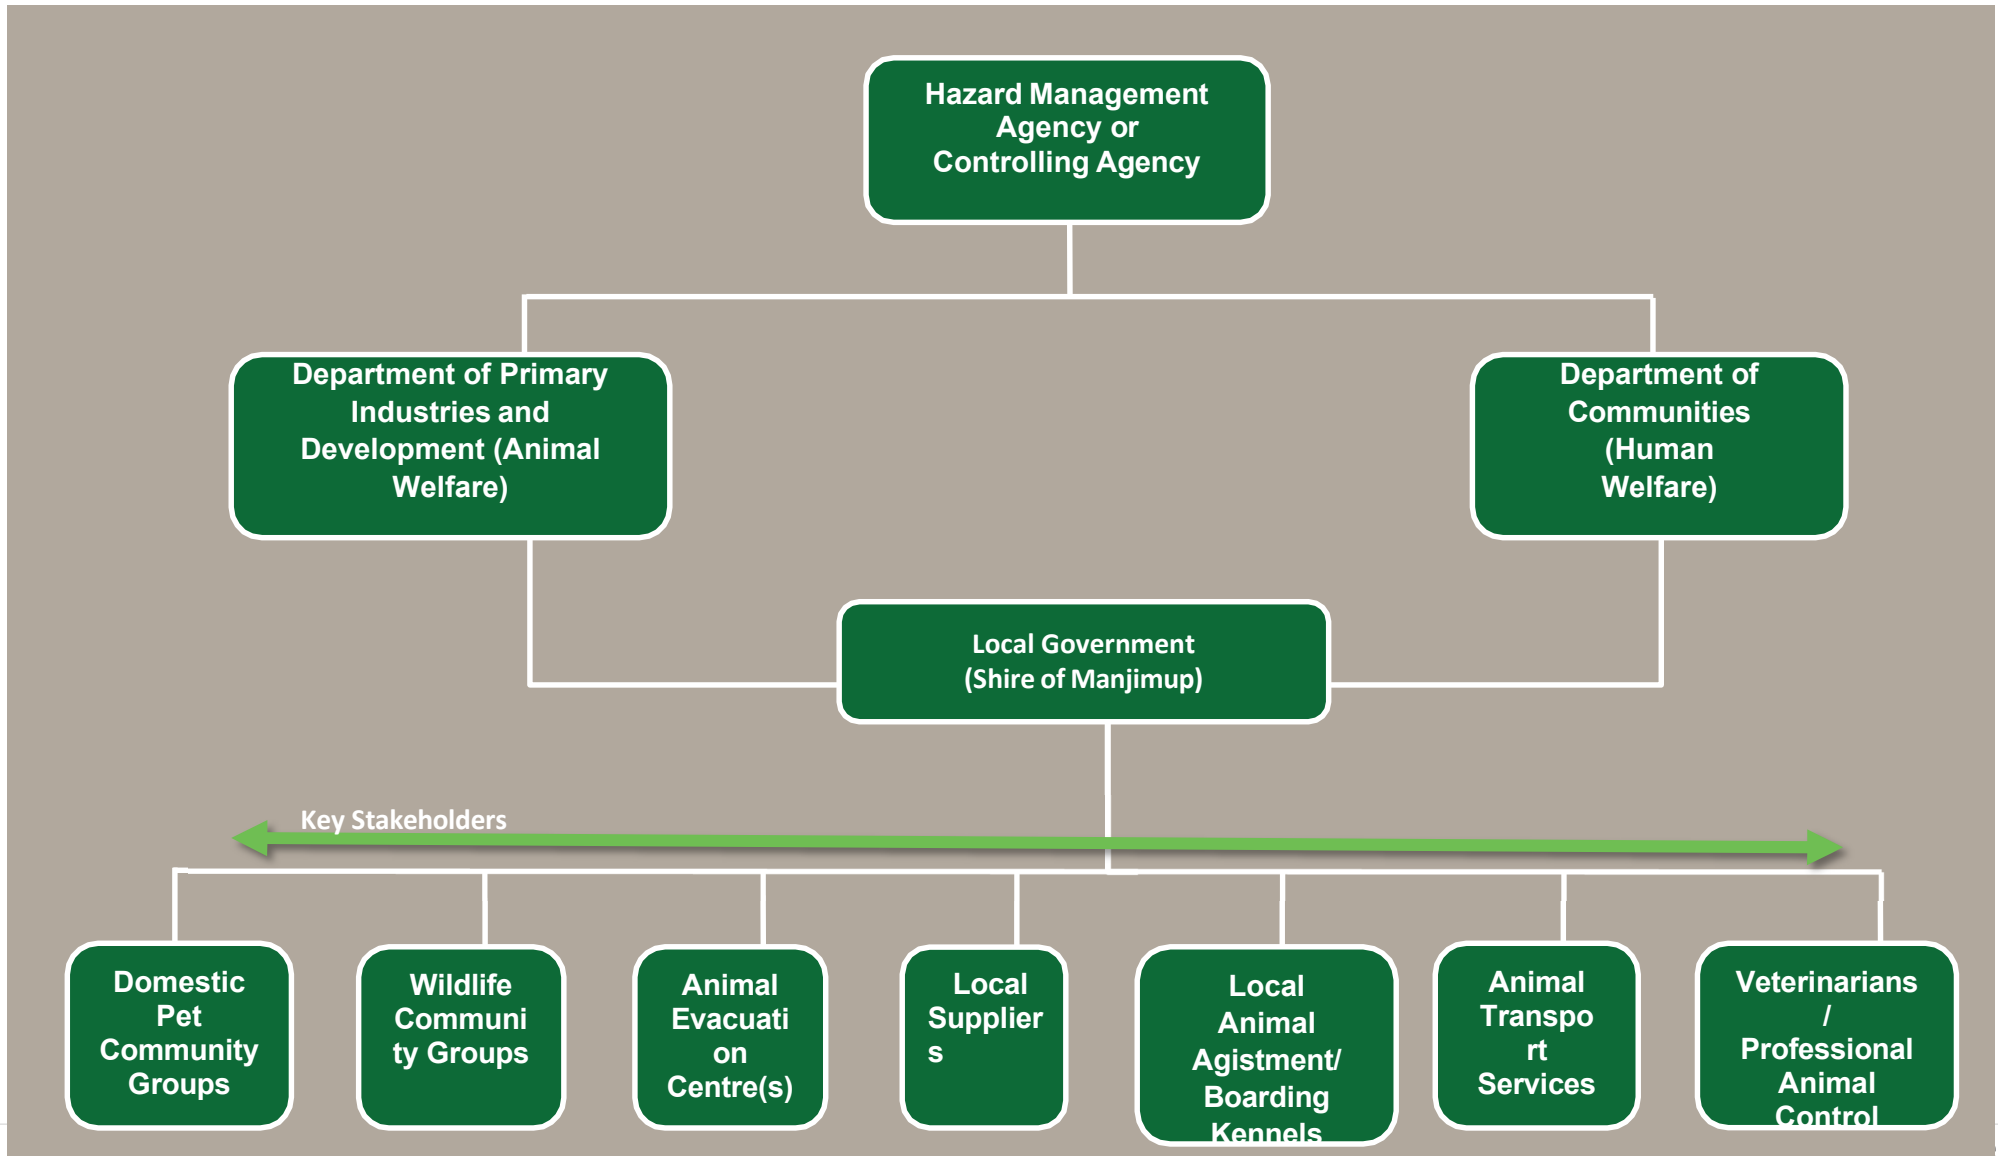 Hazard Management
Agency or
Controlling Agency
Department of Primary
Industries and
Development (Animal
Welfare)
Department of
Communities
(Human
Welfare)
Local Government
(Shire of Manjimup)
Key Stakeholders
Domestic
Pet
Community
Groups
Wildlife
Communi
ty Groups
Animal
Evacuati
on
Centre(s)
Local
Supplier
s
Local
Animal
Agistment/
Boarding
Kennels
Animal
Transpo
rt
Services
Veterinarians
/
Professional
Animal
Control